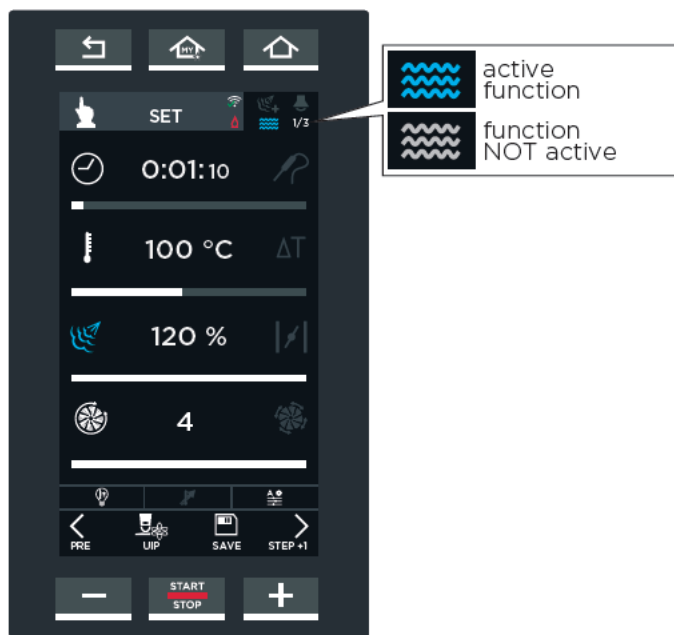 MY
SET
1/3
active
function
function
NOT active
0:01:10
100 °C
ΔT
120 %
4
A
PRE
UIP
SAVE
STEP +1
START
STOP